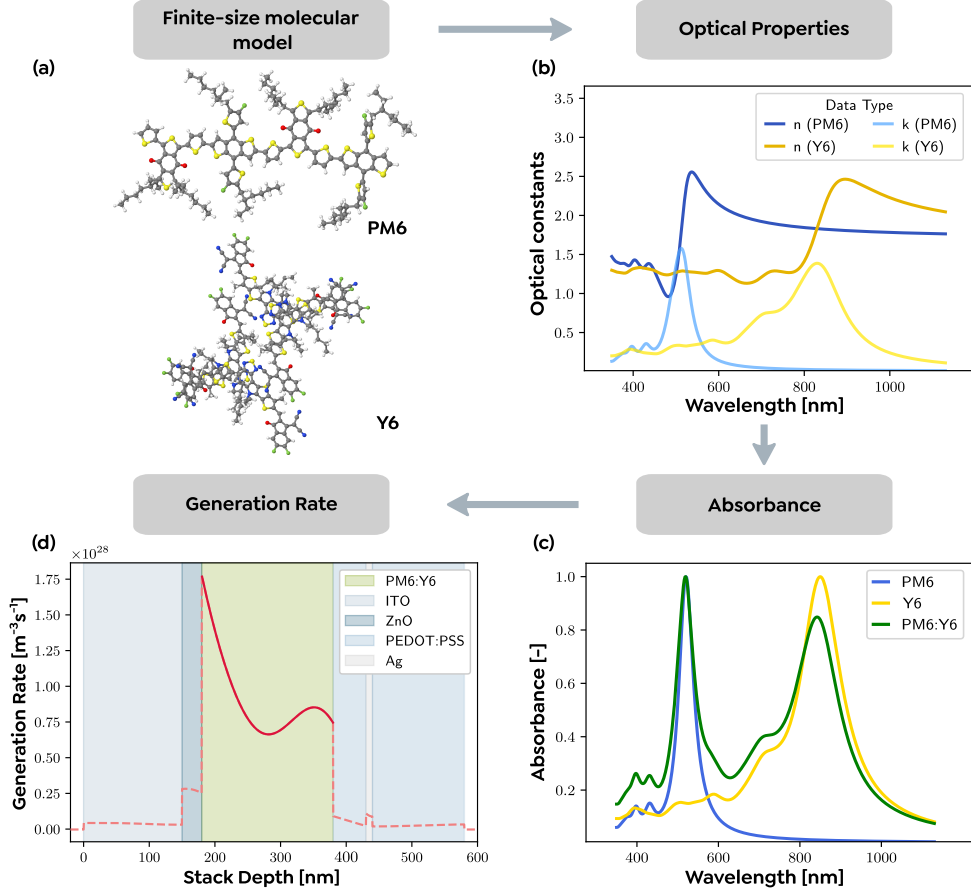 Finite-size molecular
model
Optical Properties
(a)
PM6
Y6
(b)
Data Type
n (PM6)
k (PM6)
n (Y6)
k (Y6)
Optical constants
3.5
3.0
2.5
2.0
1.5
1.0
0.5
400
600
800
1000
Wavelength [nm]
Generation Rate
Absorbance
(d)
×10²⁸
PM6:Y6
ITO
ZnO
PEDOT:PSS
Ag
Generation Rate [m⁻³s⁻¹]
1.75
1.50
1.25
1.00
0.75
0.50
0.25
0.00
0
100
200
300
400
500
600
Stack Depth [nm]
(c)
PM6
Y6
PM6:Y6
Absorbance [-]
1.0
0.8
0.6
0.4
0.2
400
600
800
1000
Wavelength [nm]